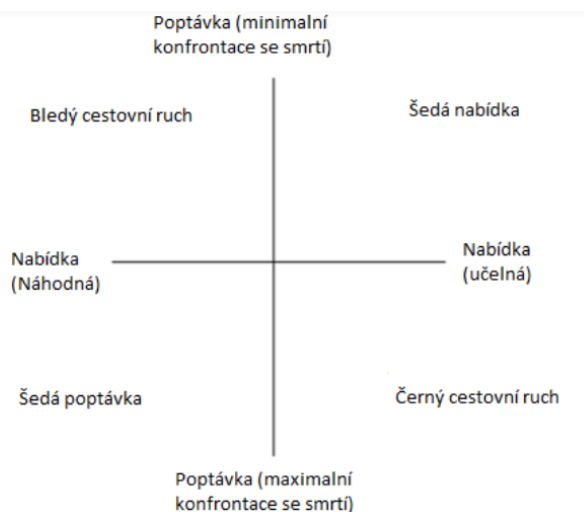 Poptávka (minimalní
konfrontace se smrtí)
Bledý cestovní ruch
Šedá nabídka
Nabídka
(Náhodná)
Nabídka
(učelná)
Šedá poptávka
Černý cestovní ruch
Poptávka (maximalní
konfrontace se smrtí)